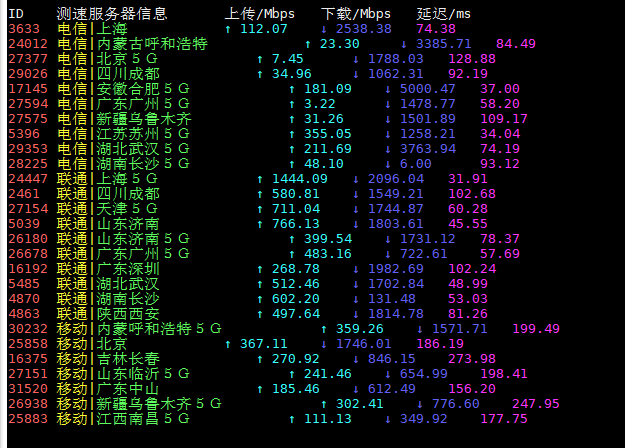 ID 测速服务器信息 上传/Mbps 下载/Mbps 延迟/ms
3633 电信|上海 ↑ 112.07 ↓ 2538.38 74.38
24012 电信|内蒙古呼和浩特 ↑ 23.30 ↓ 3385.71 84.49
27377 电信|北京５Ｇ ↑ 7.45 ↓ 1788.03 128.88
29026 电信|四川成都 ↑ 34.96 ↓ 1062.31 92.19
17145 电信|安徽合肥５Ｇ ↑ 181.09 ↓ 5000.47 37.00
27594 电信|广东广州５Ｇ ↑ 3.22 ↓ 1478.77 58.20
27575 电信|新疆乌鲁木齐 ↑ 31.26 ↓ 1501.89 109.17
5396 电信|江苏苏州５Ｇ ↑ 355.05 ↓ 1258.21 34.04
29353 电信|湖北武汉５Ｇ ↑ 211.69 ↓ 3763.94 74.19
28225 电信|湖南长沙５Ｇ ↑ 48.10 ↓ 6.00 93.12
24447 联通|上海５Ｇ ↑ 1444.09 ↓ 2096.04 31.91
2461 联通|四川成都 ↑ 580.81 ↓ 1549.21 102.68
27154 联通|天津５Ｇ ↑ 711.04 ↓ 1744.87 60.28
5039 联通|山东济南 ↑ 766.13 ↓ 1803.61 45.55
26180 联通|山东济南５Ｇ ↑ 399.54 ↓ 1731.12 78.37
26678 联通|广东广州５Ｇ ↑ 483.16 ↓ 722.61 57.69
16192 联通|广东深圳 ↑ 268.78 ↓ 1982.69 102.24
5485 联通|湖北武汉 ↑ 512.46 ↓ 1702.84 48.99
4870 联通|湖南长沙 ↑ 602.20 ↓ 131.48 53.03
4863 联通|陕西西安 ↑ 497.64 ↓ 1814.78 81.26
30232 移动|内蒙呼和浩特５Ｇ ↑ 359.26 ↓ 1571.71 199.49
25858 移动|北京 ↑ 367.11 ↓ 1746.01 186.19
16375 移动|吉林长春 ↑ 270.92 ↓ 846.15 273.98
27151 移动|山东临沂５Ｇ ↑ 241.46 ↓ 654.99 198.41
31520 移动|广东中山 ↑ 185.46 ↓ 612.49 156.20
26938 移动|新疆乌鲁木齐５Ｇ ↑ 302.41 ↓ 776.60 247.95
25883 移动|江西南昌５Ｇ ↑ 111.13 ↓ 349.92 177.75